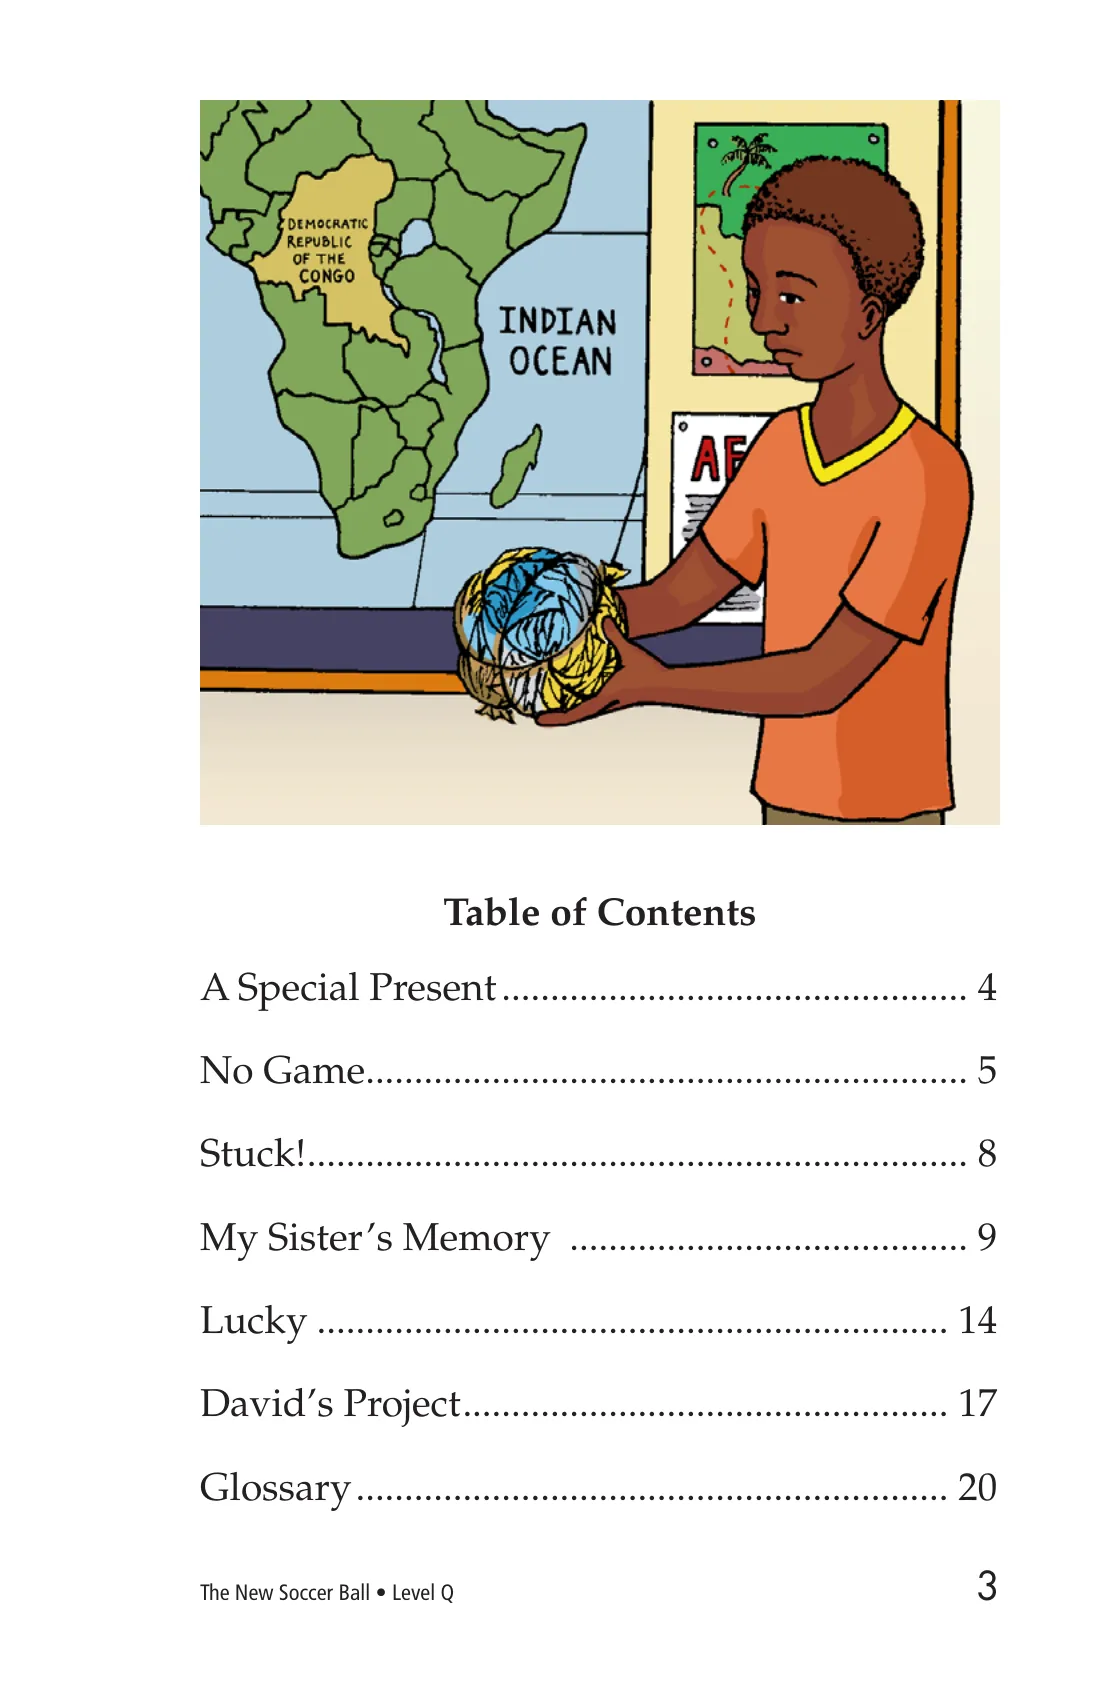 DEMOCRATIC
REPUBLIC
OF THE
CONGO
INDIAN
OCEAN
Table of Contents
A Special Present ................................................ 4
No Game.............................................................. 5
Stuck!.................................................................... 8
My Sister’s Memory ......................................... 9
Lucky ................................................................. 14
David’s Project.................................................. 17
Glossary ............................................................. 20
The New Soccer Ball • Level Q
3